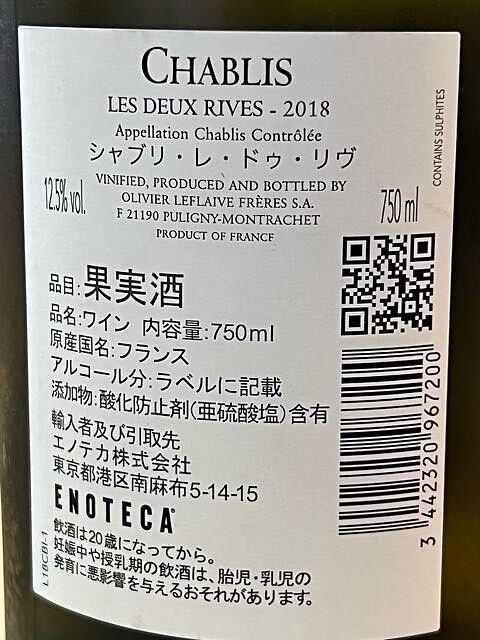 CHABLIS
LES DEUX RIVES - 2018
Appellation Chablis Contrôlée
シャブリ・レ・ドゥ・リヴ
CONTAINS SULPHITES
12.5% vol.
VINIFIED, PRODUCED AND BOTTLED BY
OLIVIER LEFLAIVE FRÈRES S.A.
F 21190 PULIGNY-MONTRACHET
PRODUCT OF FRANCE
750 ml
品目:果実酒
品名:ワイン 内容量:750ml
原産国名:フランス
アルコール分:ラベルに記載
添加物:酸化防止剤(亜硫酸塩)含有
輸入者及び引取先
エノテカ株式会社
東京都港区南麻布5-14-15
ENOTECA
飲酒は20歳になってから。
妊娠中や授乳期の飲酒は、胎児・乳児の
発育に悪影響を与えるおそれがあります。
L18CBI-1
3 442320 967200